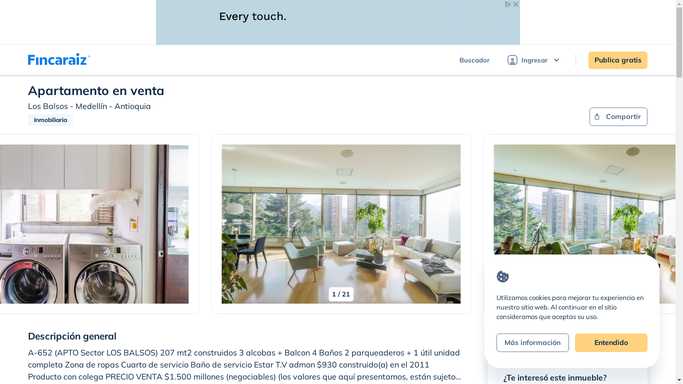 Every touch.
Fincaraiz
Buscador
Ingresar
Publica gratis
Apartamento en venta
Los Balsos - Medellín - Antioquia
Inmobiliaria
Compartir
1 / 21
Utilizamos cookies para mejorar tu experiencia en
nuestro sitio web. Al continuar en el sitio
consideramos que aceptas su uso.
Más información
Entendido
Descripción general
A-652 (APTO Sector LOS BALSOS) 207 mt2 construidos 3 alcobas + Balcon 4 Baños 2 parqueaderos + 1 útil unidad
completa Zona de ropas Cuarto de servicio Baño de servicio Estar T.V admon $930 construido(a) en el 2011
Producto con colega PRECIO VENTA $1.500 millones (negociables) (los valores que aquí presentamos, están sujeto...
¿Te interesó este inmueble?